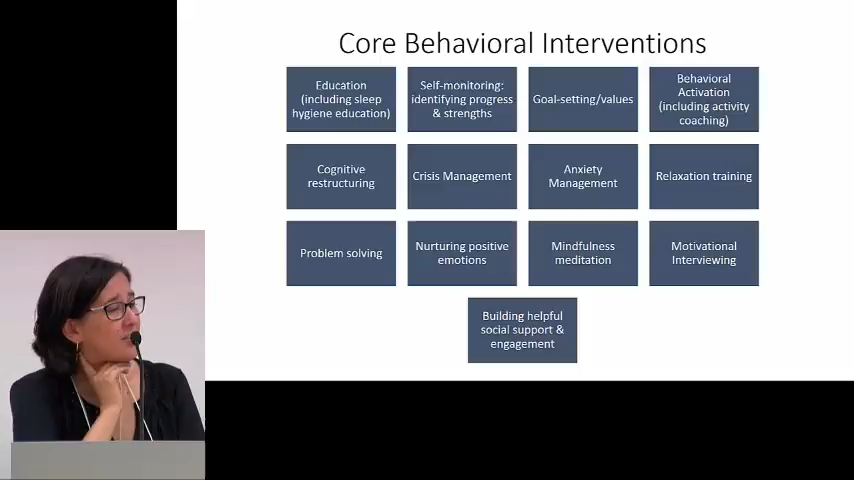 Core Behavioral Interventions
Education
(including sleep
hygiene education)
Self-monitoring:
identifying progress
& strengths
Goal-setting/values
Behavioral
Activation
(including activity
coaching)
Cognitive
restructuring
Crisis Management
Anxiety
Management
Relaxation training
Problem solving
Nurturing positive
emotions
Mindfulness
meditation
Motivational
Interviewing
Building helpful
social support &
engagement